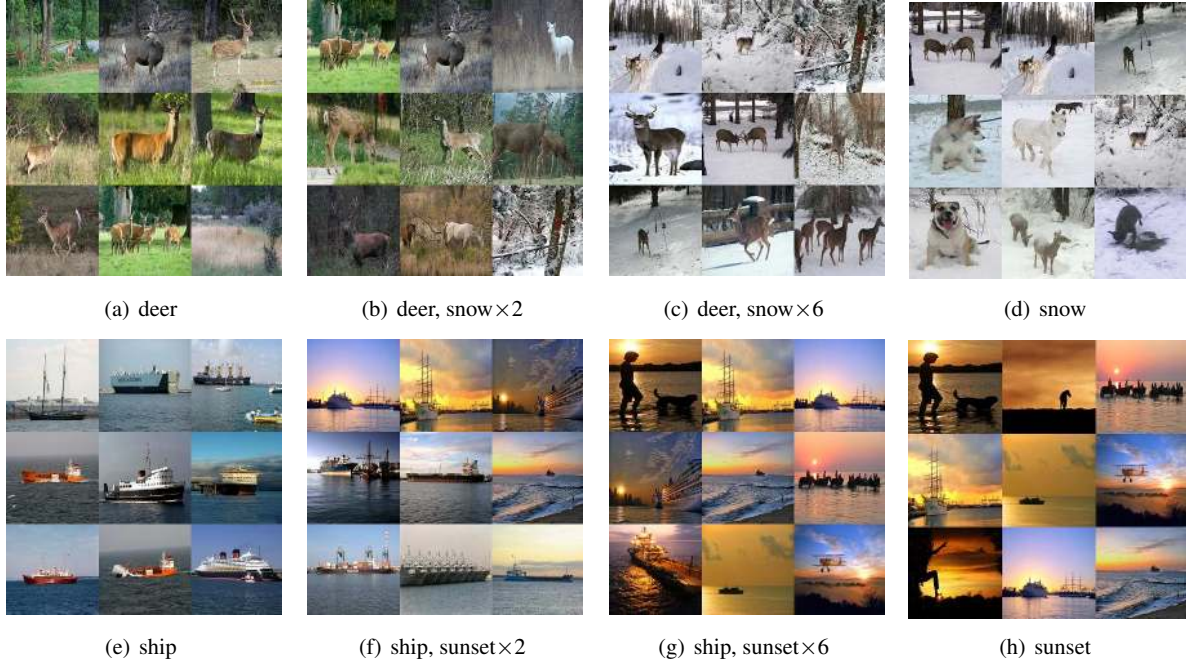 (a) deer
(b) deer, snow×2
(c) deer, snow×6
(d) snow
(e) ship
(f) ship, sunset×2
(g) ship, sunset×6
(h) sunset